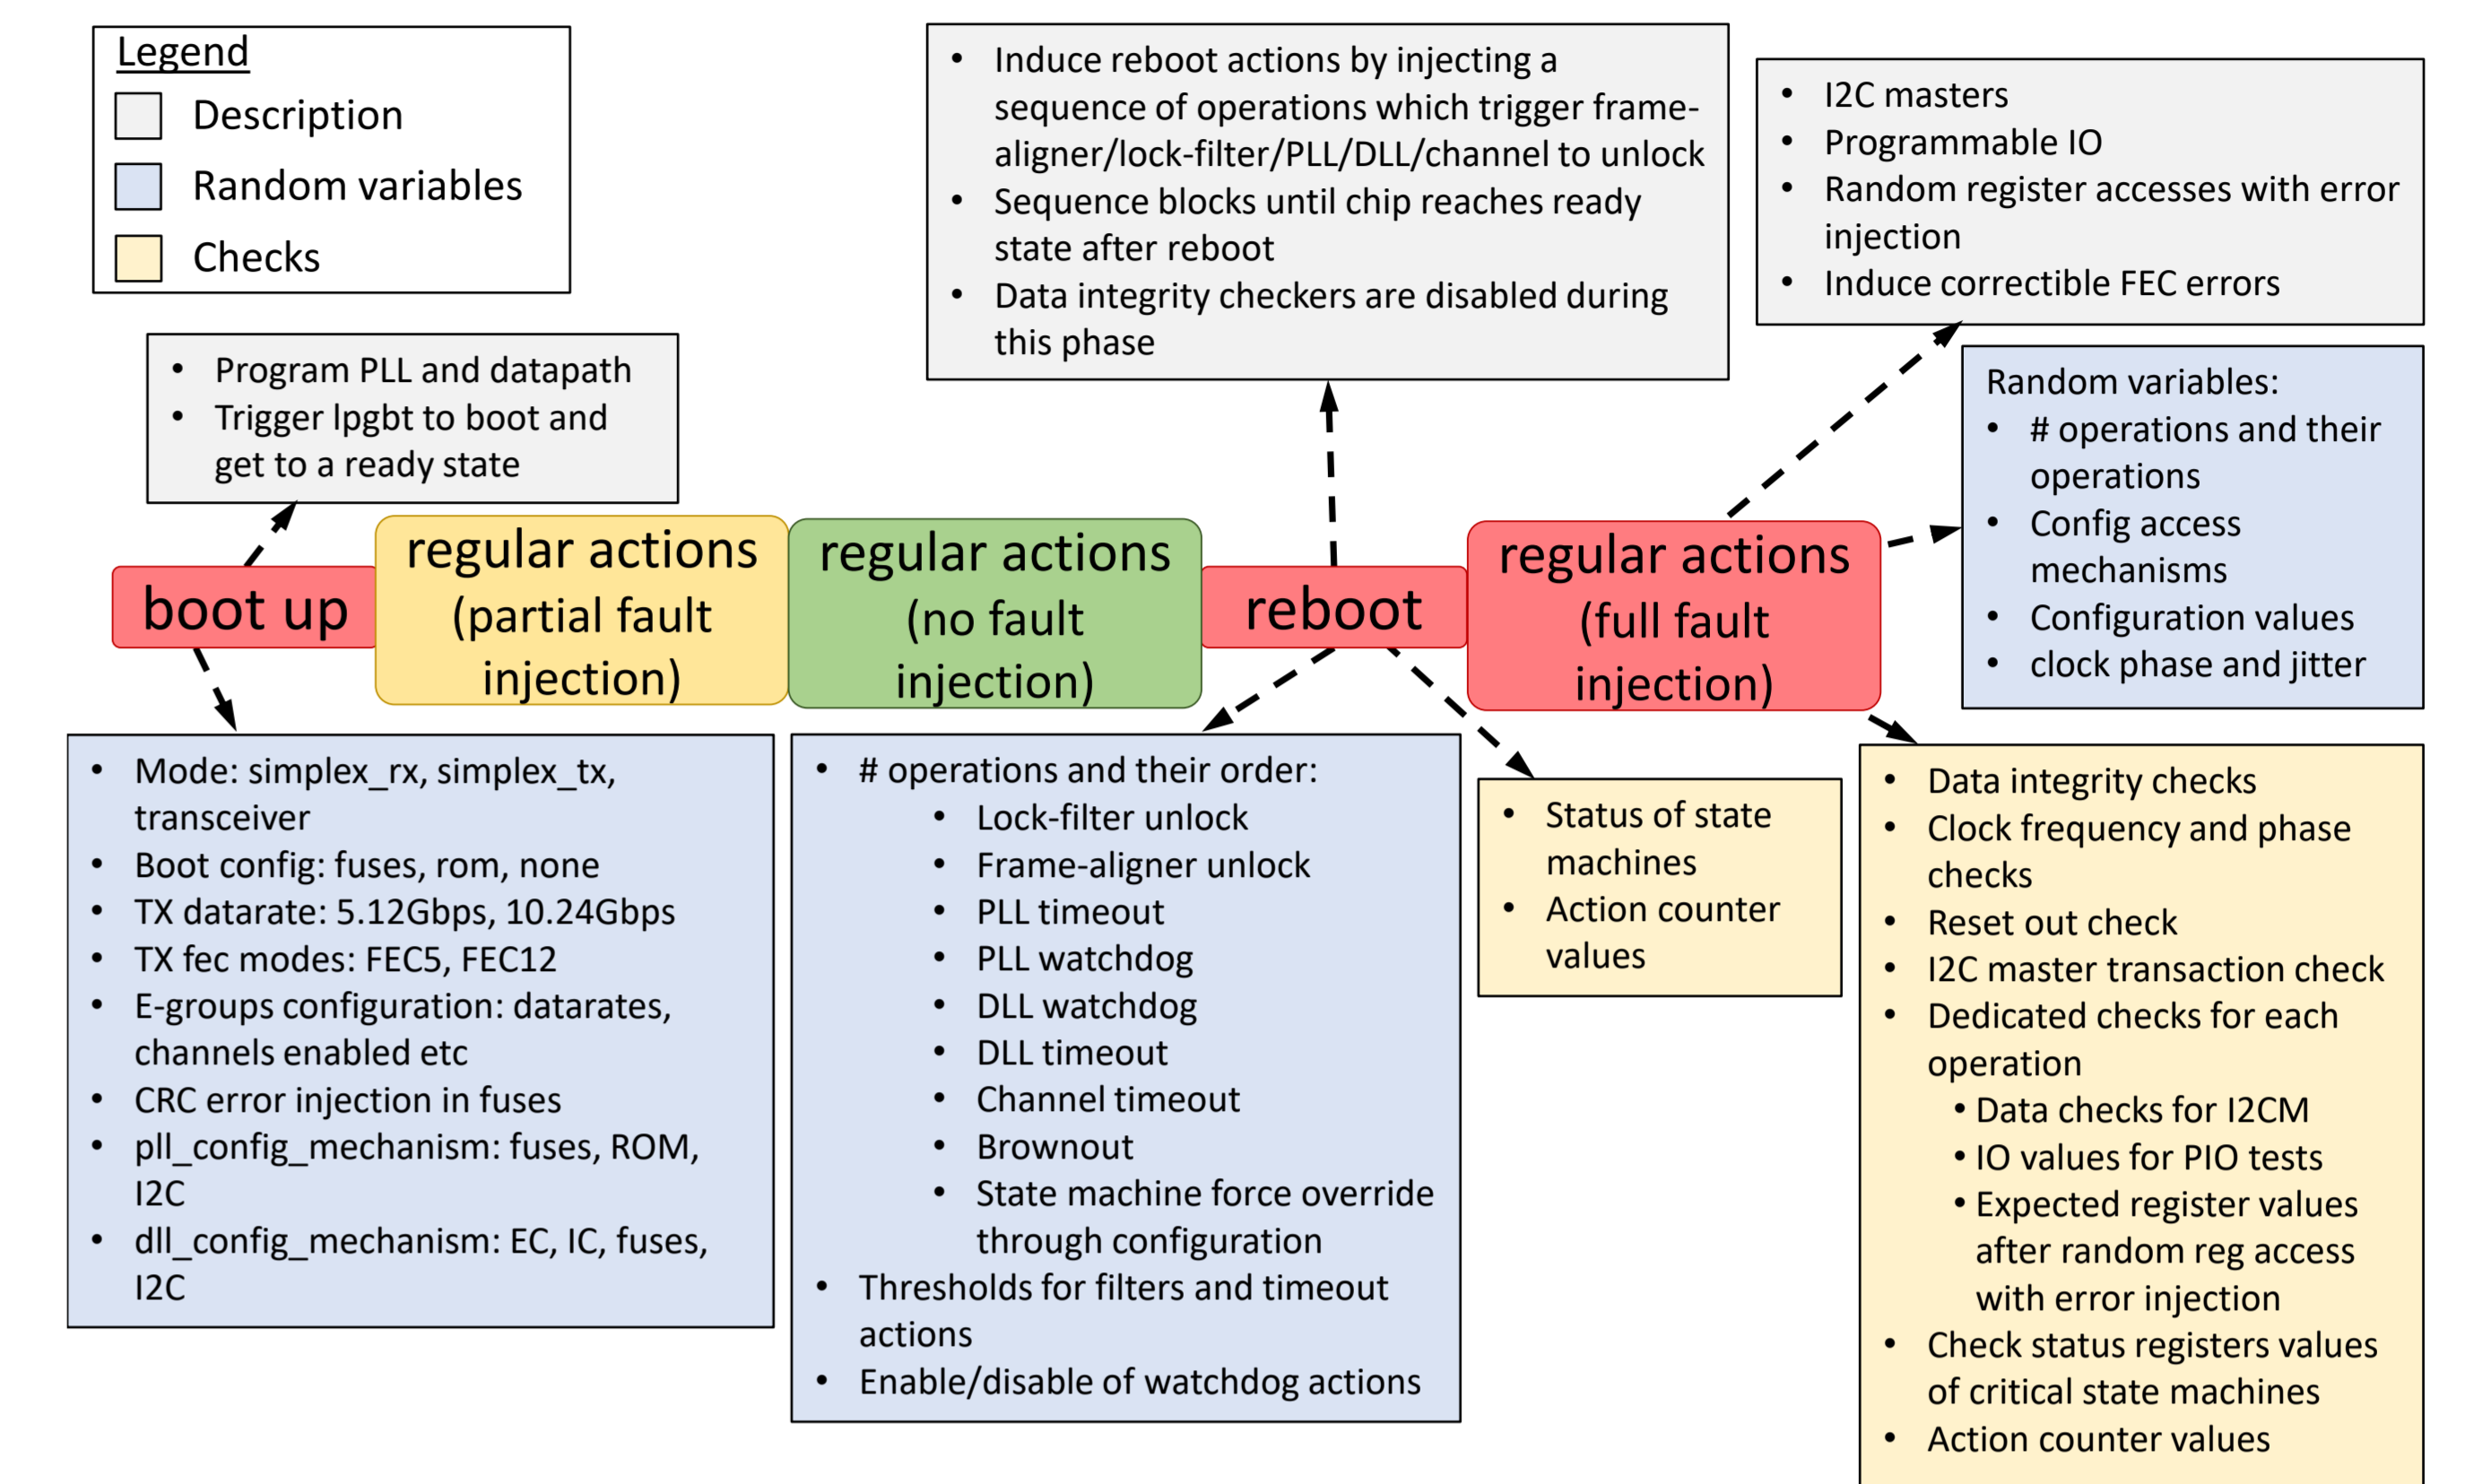 Legend
Description
Random variables
Checks
• Induce reboot actions by injecting a
sequence of operations which trigger frame-
aligner/lock-filter/PLL/DLL/channel to unlock
• Sequence blocks until chip reaches ready
state after reboot
• Data integrity checkers are disabled during
this phase
• I2C masters
• Programmable IO
• Random register accesses with error
injection
• Induce correctible FEC errors
• Program PLL and datapath
• Trigger lpgbt to boot and
get to a ready state
Random variables:
• # operations and their
operations
• Config access
mechanisms
• Configuration values
• clock phase and jitter
boot up
regular actions
(partial fault
injection)
regular actions
(no fault
injection)
reboot
regular actions
(full fault
injection)
• Mode: simplex_rx, simplex_tx,
transceiver
• Boot config: fuses, rom, none
• TX datarate: 5.12Gbps, 10.24Gbps
• TX fec modes: FEC5, FEC12
• E-groups configuration: datarates,
channels enabled etc
• CRC error injection in fuses
• pll_config_mechanism: fuses, ROM,
I2C
• dll_config_mechanism: EC, IC, fuses,
I2C
• # operations and their order:
• Lock-filter unlock
• Frame-aligner unlock
• PLL timeout
• PLL watchdog
• DLL watchdog
• DLL timeout
• Channel timeout
• Brownout
• State machine force override
through configuration
• Thresholds for filters and timeout
actions
• Enable/disable of watchdog actions
• Status of state
machines
• Action counter
values
• Data integrity checks
• Clock frequency and phase
checks
• Reset out check
• I2C master transaction check
• Dedicated checks for each
operation
• Data checks for I2CM
• IO values for PIO tests
• Expected register values
after random reg access
with error injection
• Check status registers values
of critical state machines
• Action counter values